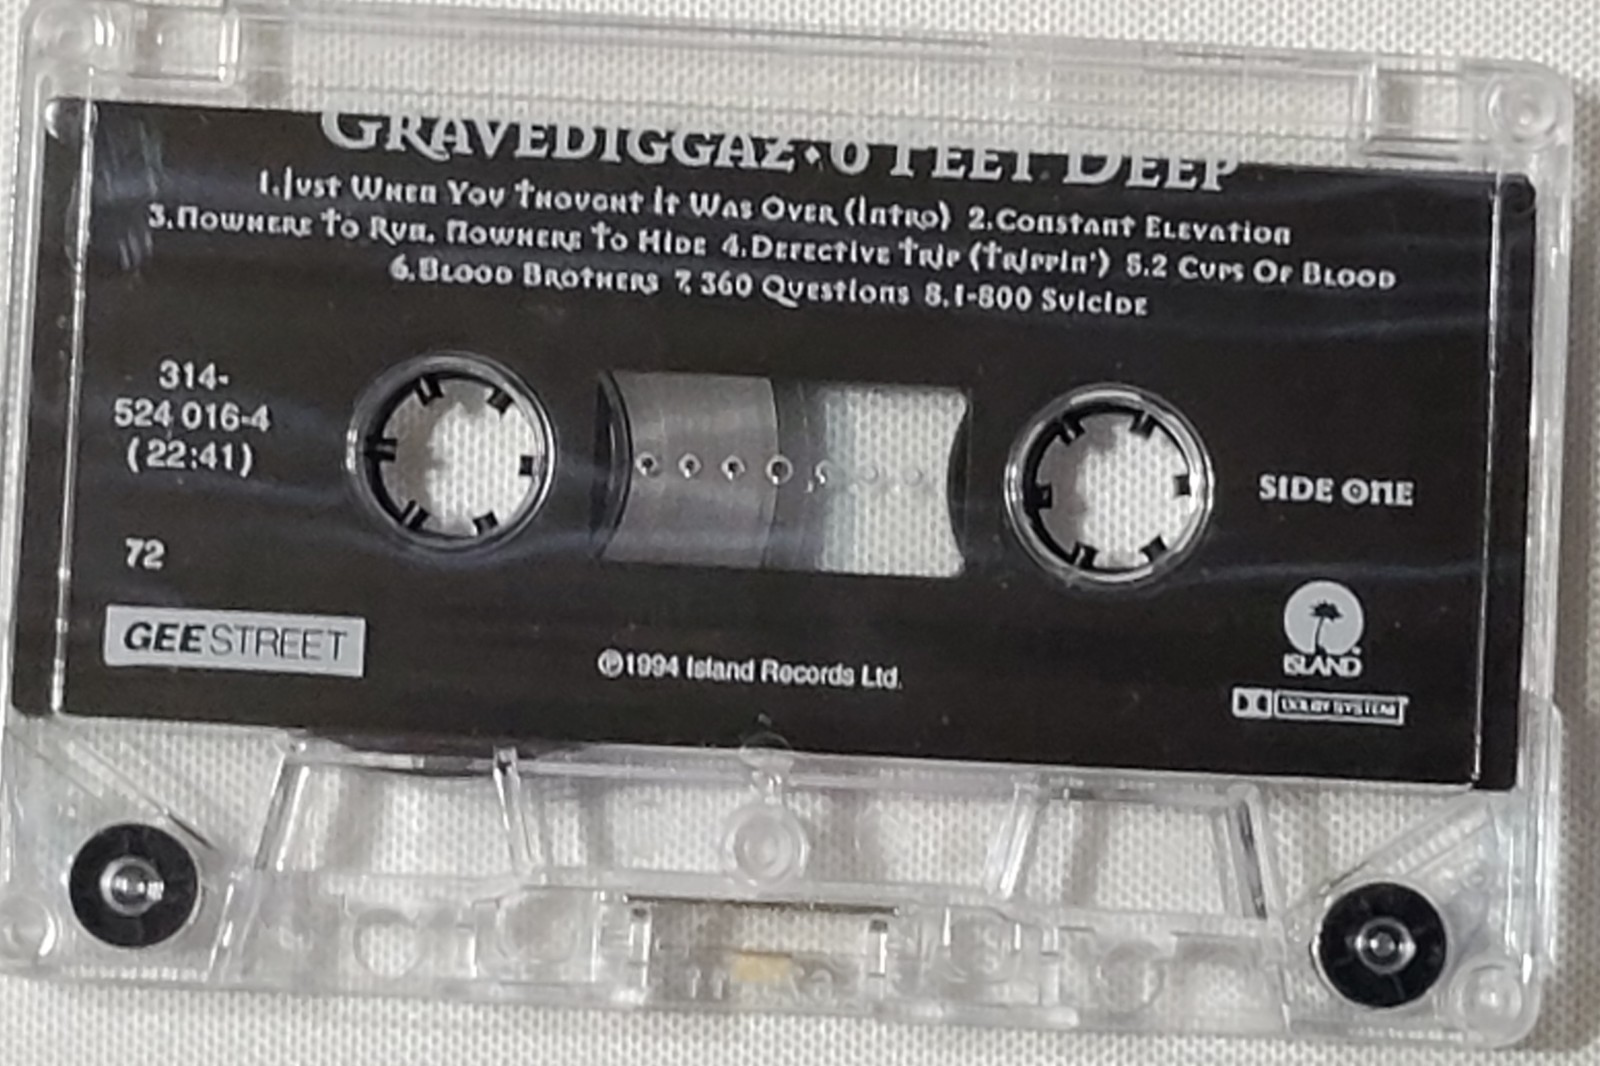 GRAVEDIGGAZ • 6 FEET DEEP
1. JUST WHEN YOU THOUGHT IT WAS OVER (INTRO) 2. CONSTANT ELEVATION
3. NOWHERE TO RUN, NOWHERE TO HIDE 4. DEFECTIVE TRIP (TRIPPIN') 5. 2 CUPS OF BLOOD
6. BLOOD BROTHERS 7. 360 QUESTIONS 8. 1-800 SUICIDE
314-
524 016-4
(22:41)
SIDE ONE
72
GEE STREET
℗1994 Island Records Ltd.
ISLAND
DOLBY SYSTEM